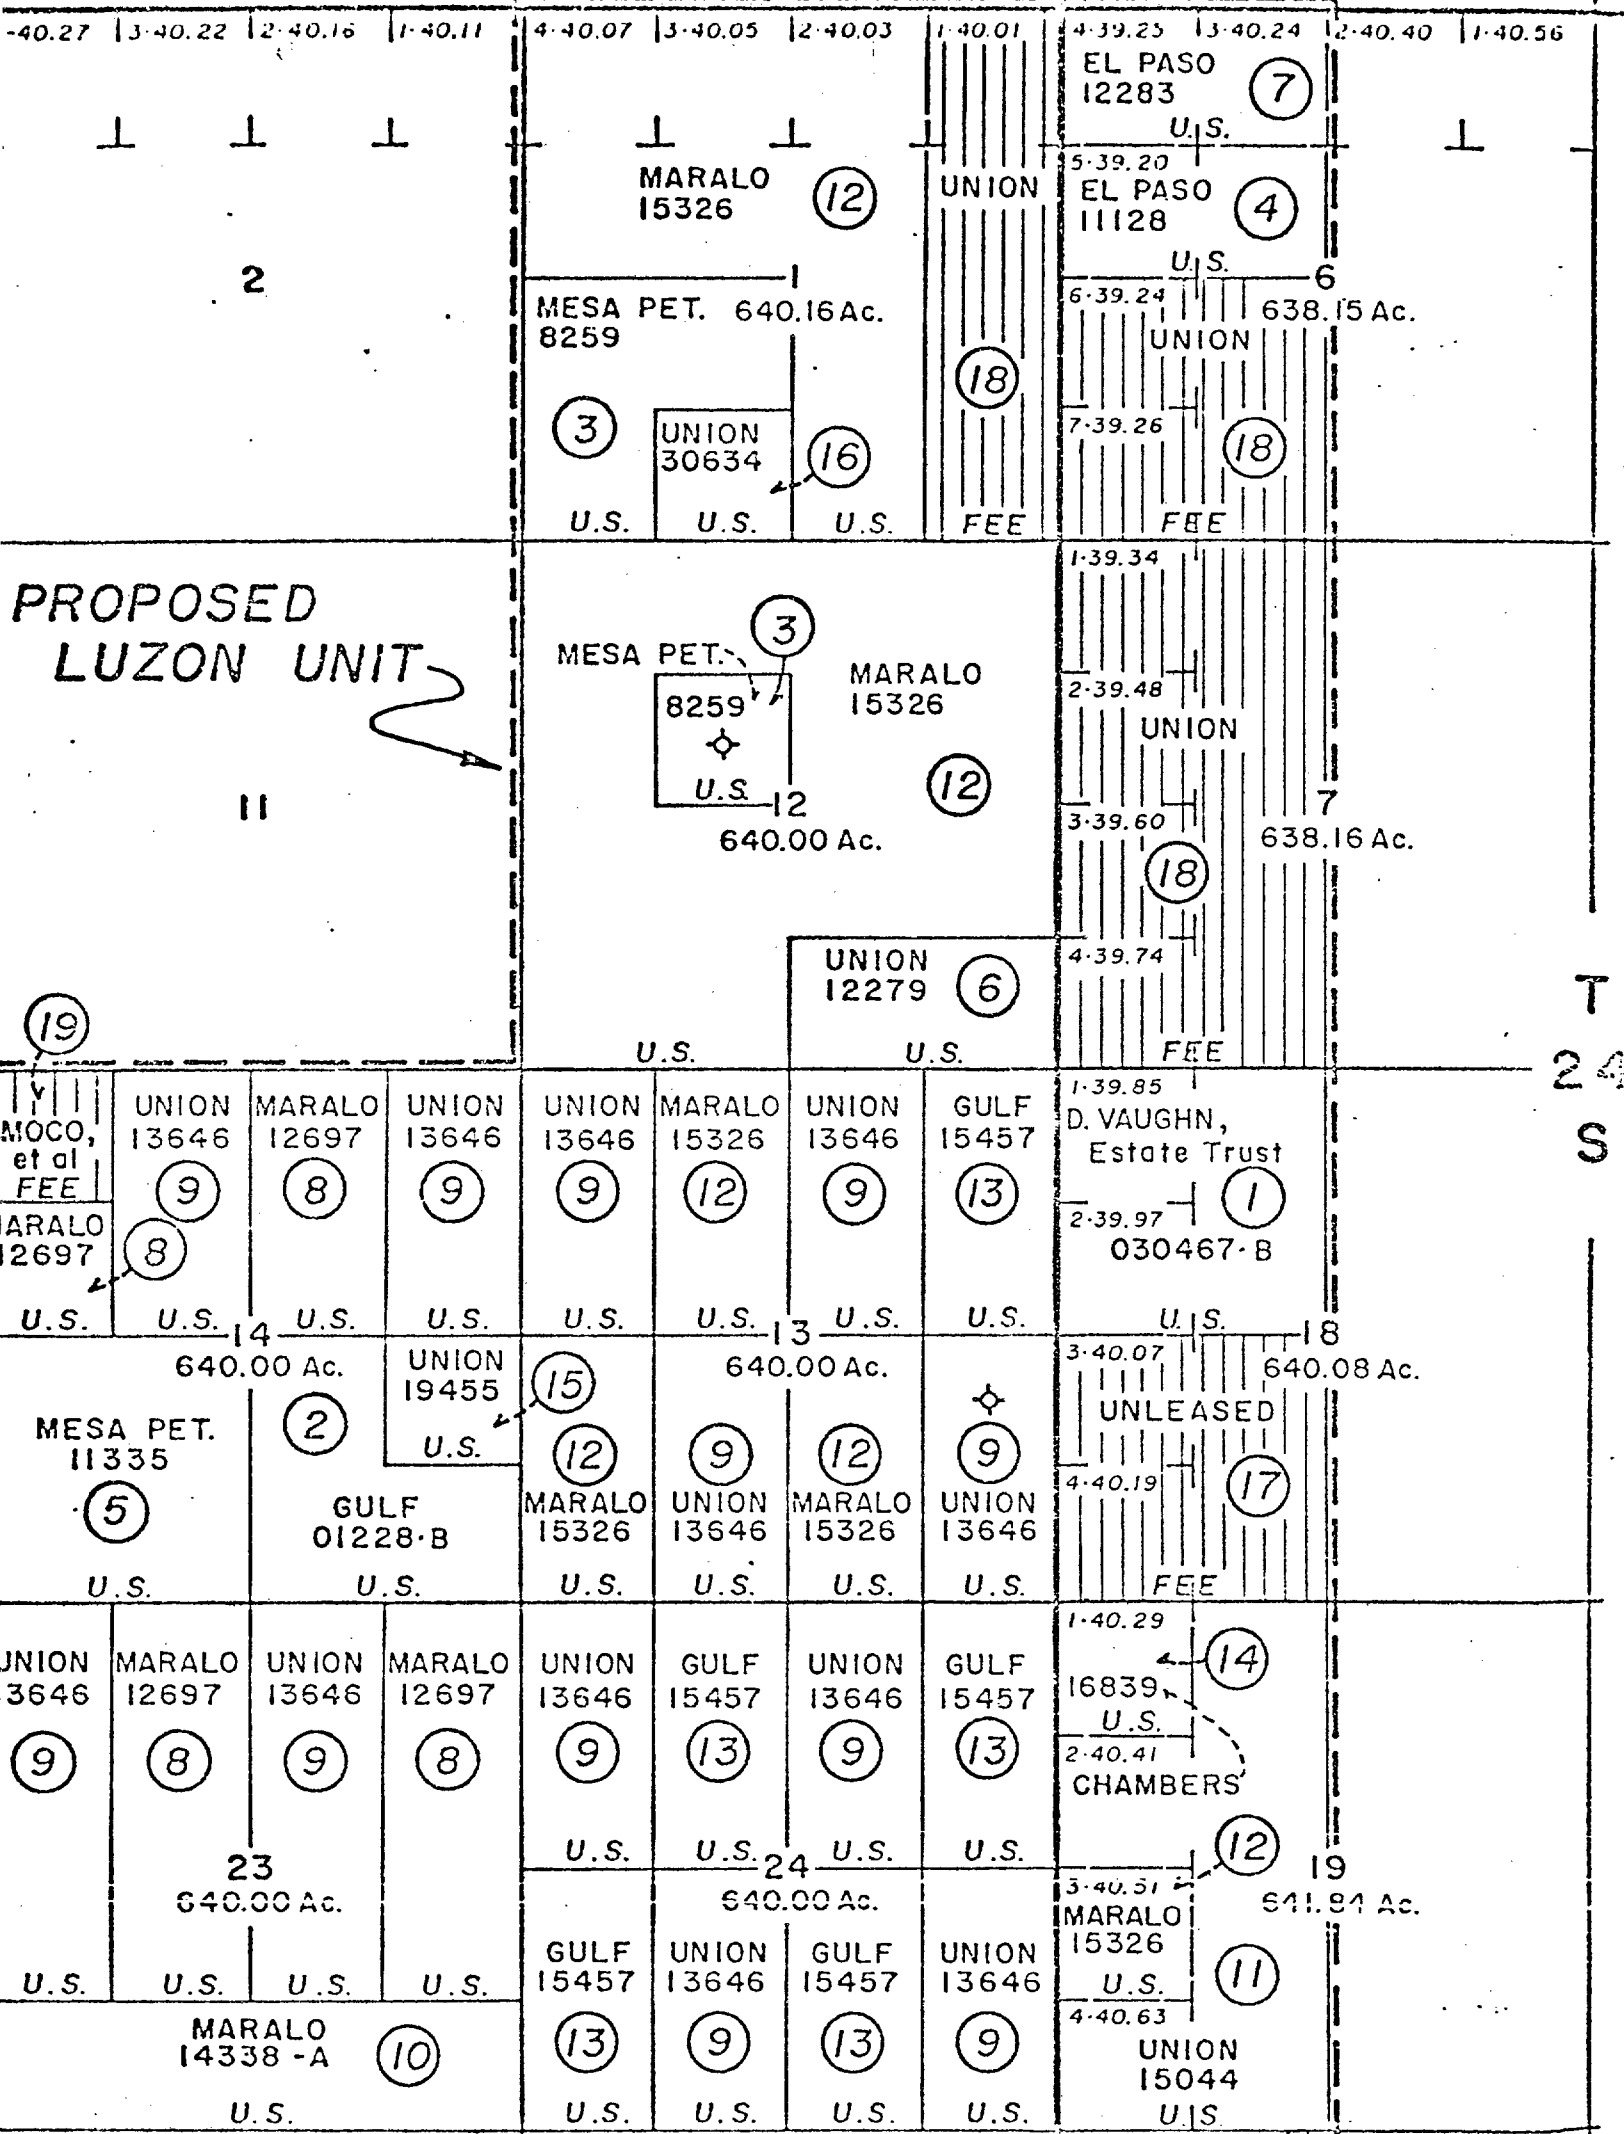 -40.27 3·40.22 2·40.16 1·40.11 4·40.07 3·40.05 2·40.03 1·40.01 4·39.23 3·40.24 2·40.40 1·40.56
EL PASO
12283
7
U.S.
MARALO
15326
12
UNION
5·39.20
EL PASO
11128
4
U.S.
2
1
6
MESA PET.
8259
640.16 Ac.
6·39.24
638.15 Ac.
UNION
18
3
UNION
30634
16
7·39.26
18
U.S.
U.S.
U.S.
FEE
FEE
PROPOSED
LUZON UNIT
1·39.34
3
MESA PET.
8259
U.S.
MARALO
15326
2·39.48
UNION
11
12
12
640.00 Ac.
7
3·39.60
638.16 Ac.
18
UNION
12279
6
4·39.74
19
U.S.
U.S.
FEE
T
24
S
MOCO,
et al
FEE
UNION
13646
9
MARALO
12697
8
UNION
13646
9
UNION
13646
9
MARALO
15326
12
UNION
13646
9
GULF
15457
13
1·39.85
D. VAUGHN,
Estate Trust
1
2·39.97
030467·B
ARALO
12697
8
U.S.
U.S.
14
U.S.
U.S.
U.S.
U.S.
13
U.S.
U.S.
U.S.
18
640.00 Ac.
UNION
19455
15
U.S.
640.00 Ac.
3·40.07
640.08 Ac.
MESA PET.
11335
5
U.S.
2
GULF
01228·B
U.S.
12
MARALO
15326
U.S.
9
UNION
13646
U.S.
12
MARALO
15326
U.S.
9
UNION
13646
U.S.
UNLEASED
4·40.19
17
FEE
UNION
3646
9
U.S.
MARALO
12697
8
U.S.
UNION
13646
9
U.S.
MARALO
12697
8
U.S.
UNION
13646
9
U.S.
GULF
15457
13
U.S.
UNION
13646
9
U.S.
GULF
15457
13
U.S.
1·40.29
14
16839
U.S.
2·40.41
CHAMBERS
12
23
640.00 Ac.
24
640.00 Ac.
19
641.84 Ac.
3·40.51
MARALO
15326
U.S.
11
4·40.63
UNION
15044
U.S.
MARALO
14338-A
10
U.S.
GULF
15457
13
U.S.
UNION
13646
9
U.S.
GULF
15457
13
U.S.
UNION
13646
9
U.S.